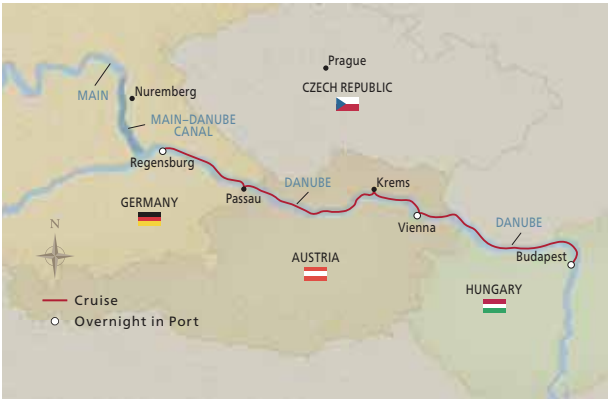 Prague
CZECH REPUBLIC
MAIN
Nuremberg
MAIN–DANUBE
CANAL
Regensburg
DANUBE
Krems
Passau
GERMANY
N
Vienna
DANUBE
Budapest
AUSTRIA
HUNGARY
Cruise
Overnight in Port